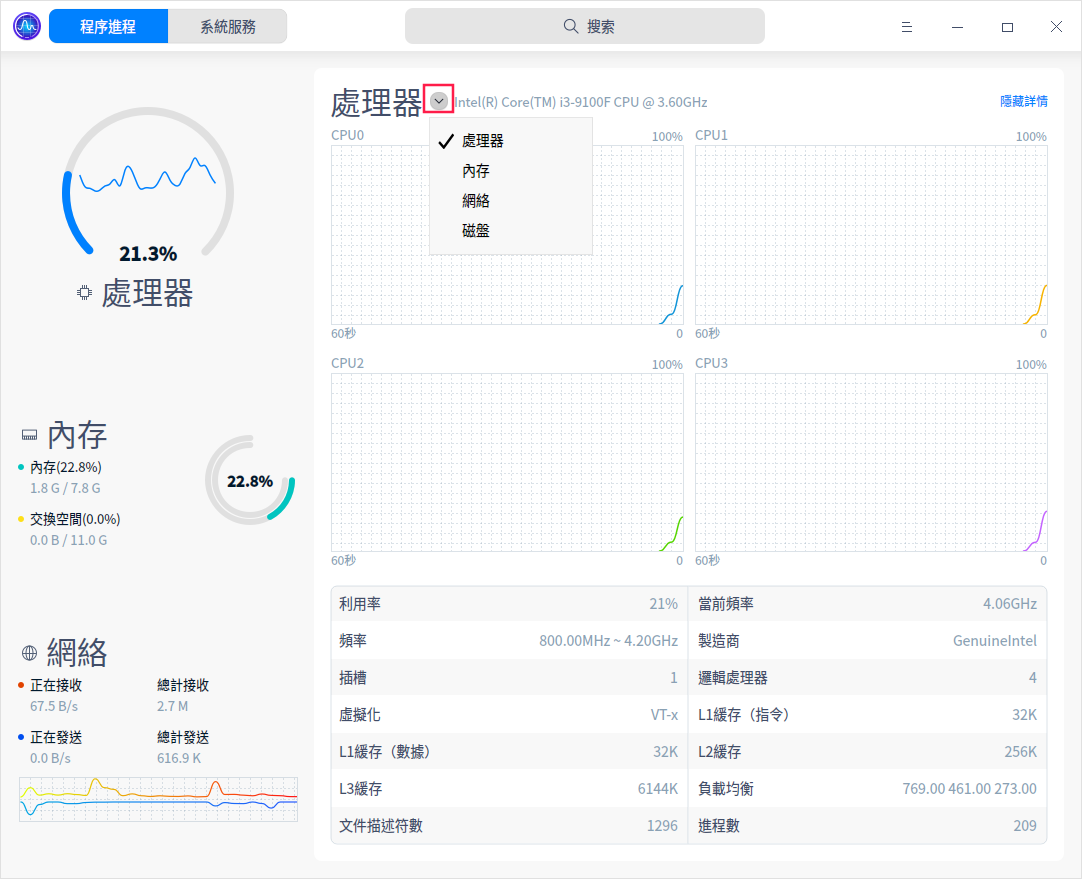 程序進程
系統服務
搜索
21.3%
處理器
內存
內存(22.8%)
1.8 G / 7.8 G
交換空間(0.0%)
0.0 B / 11.0 G
22.8%
網絡
正在接收 總計接收
67.5 B/s 2.7 M
正在發送 總計發送
0.0 B/s 616.9 K
處理器 Intel(R) Core(TM) i3-9100F CPU @ 3.60GHz 隱藏詳情
處理器
內存
網絡
磁盤
CPU0 100% CPU1 100%
60秒 0 60秒 0
CPU2 100% CPU3 100%
60秒 0 60秒 0
利用率 21% 當前頻率 4.06GHz
頻率 800.00MHz ~ 4.20GHz 製造商 GenuineIntel
插槽 1 邏輯處理器 4
虛擬化 VT-x L1緩存（指令） 32K
L1緩存（數據） 32K L2緩存 256K
L3緩存 6144K 負載均衡 769.00 461.00 273.00
文件描述符數 1296 進程數 209